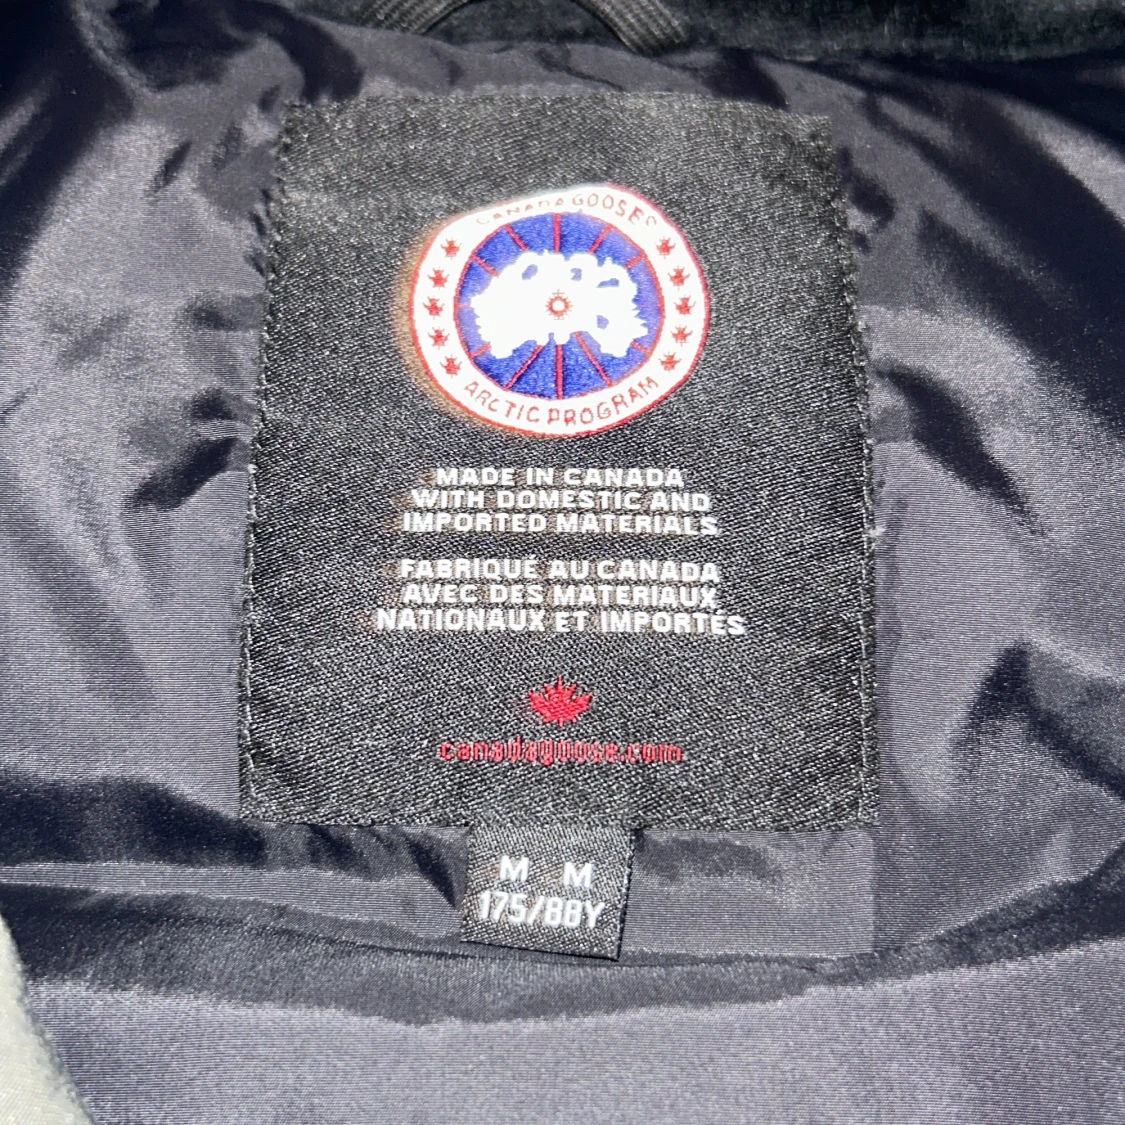 CANADA GOOSE
ARCTIC PROGRAM
MADE IN CANADA
WITH DOMESTIC AND
IMPORTED MATERIALS
FABRIQUÉ AU CANADA
AVEC DES MATERIAUX
NATIONAUX ET IMPORTÉS
canadagoose.com
M M
175/88Y